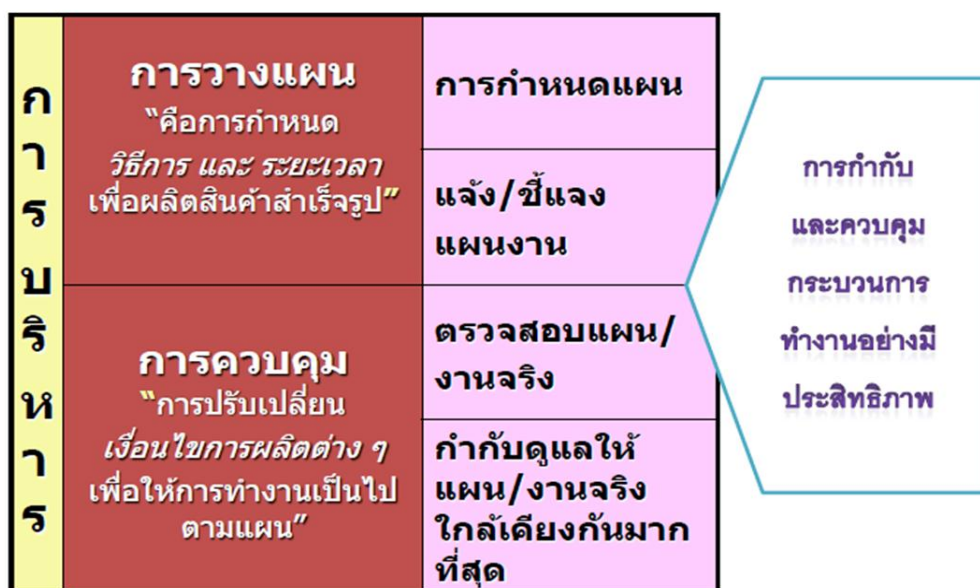 การบริหาร
การวางแผน
“คือการกำหนด
วิธีการ และ ระยะเวลา
เพื่อผลิตสินค้าสำเร็จรูป”
การกำหนดแผน
แจ้ง/ชี้แจง
แผนงาน
การควบคุม
“การปรับเปลี่ยน
เงื่อนไขการผลิตต่าง ๆ
เพื่อให้การทำงานเป็นไป
ตามแผน”
ตรวจสอบแผน/
งานจริง
กำกับดูแลให้
แผน/งานจริง
ใกล้เคียงกันมาก
ที่สุด
การกำกับ
และควบคุม
กระบวนการ
ทำงานอย่างมี
ประสิทธิภาพ